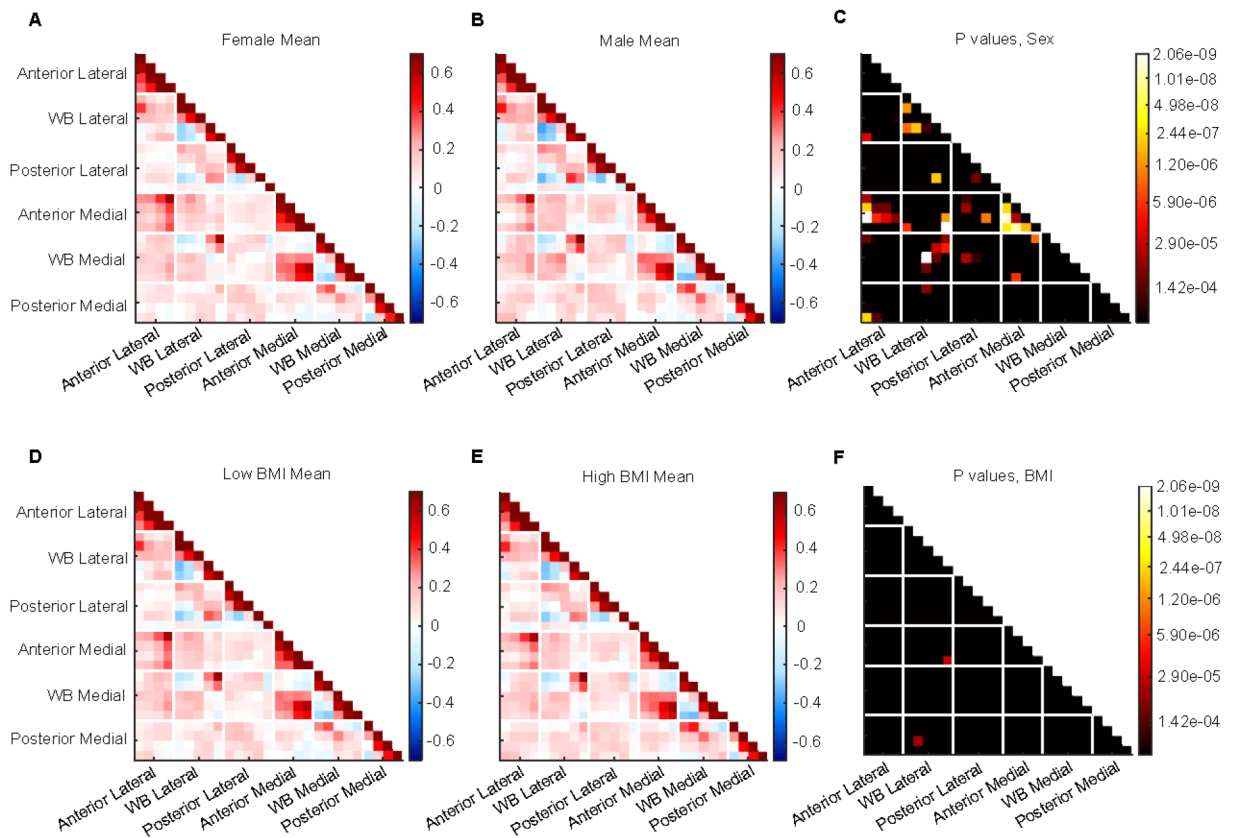 A
Female Mean
Anterior Lateral
WB Lateral
Posterior Lateral
Anterior Medial
WB Medial
Posterior Medial
Anterior Lateral
WB Lateral
Posterior Lateral
Anterior Medial
WB Medial
Posterior Medial
0.6
0.4
0.2
0
-0.2
-0.4
-0.6
B
Male Mean
Anterior Lateral
WB Lateral
Posterior Lateral
Anterior Medial
WB Medial
Posterior Medial
0.6
0.4
0.2
0
-0.2
-0.4
-0.6
C
P values, Sex
Anterior Lateral
WB Lateral
Posterior Lateral
Anterior Medial
WB Medial
Posterior Medial
2.06e-09
1.01e-08
4.98e-08
2.44e-07
1.20e-06
5.90e-06
2.90e-05
1.42e-04
D
Low BMI Mean
Anterior Lateral
WB Lateral
Posterior Lateral
Anterior Medial
WB Medial
Posterior Medial
Anterior Lateral
WB Lateral
Posterior Lateral
Anterior Medial
WB Medial
Posterior Medial
0.6
0.4
0.2
0
-0.2
-0.4
-0.6
E
High BMI Mean
Anterior Lateral
WB Lateral
Posterior Lateral
Anterior Medial
WB Medial
Posterior Medial
0.6
0.4
0.2
0
-0.2
-0.4
-0.6
F
P values, BMI
Anterior Lateral
WB Lateral
Posterior Lateral
Anterior Medial
WB Medial
Posterior Medial
2.06e-09
1.01e-08
4.98e-08
2.44e-07
1.20e-06
5.90e-06
2.90e-05
1.42e-04